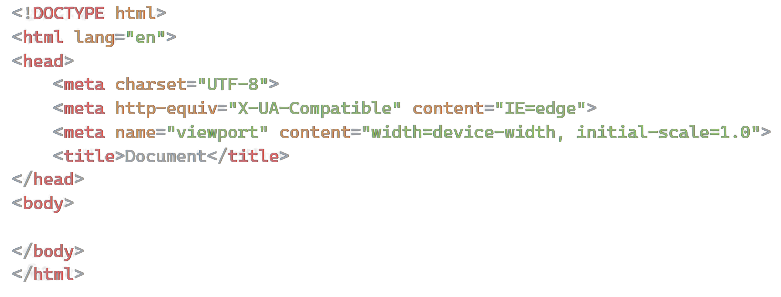 <!DOCTYPE html>
<html lang="en">
<head>
    <meta charset="UTF-8">
    <meta http-equiv="X-UA-Compatible" content="IE=edge">
    <meta name="viewport" content="width=device-width, initial-scale=1.0">
    <title>Document</title>
</head>
<body>

</body>
</html>